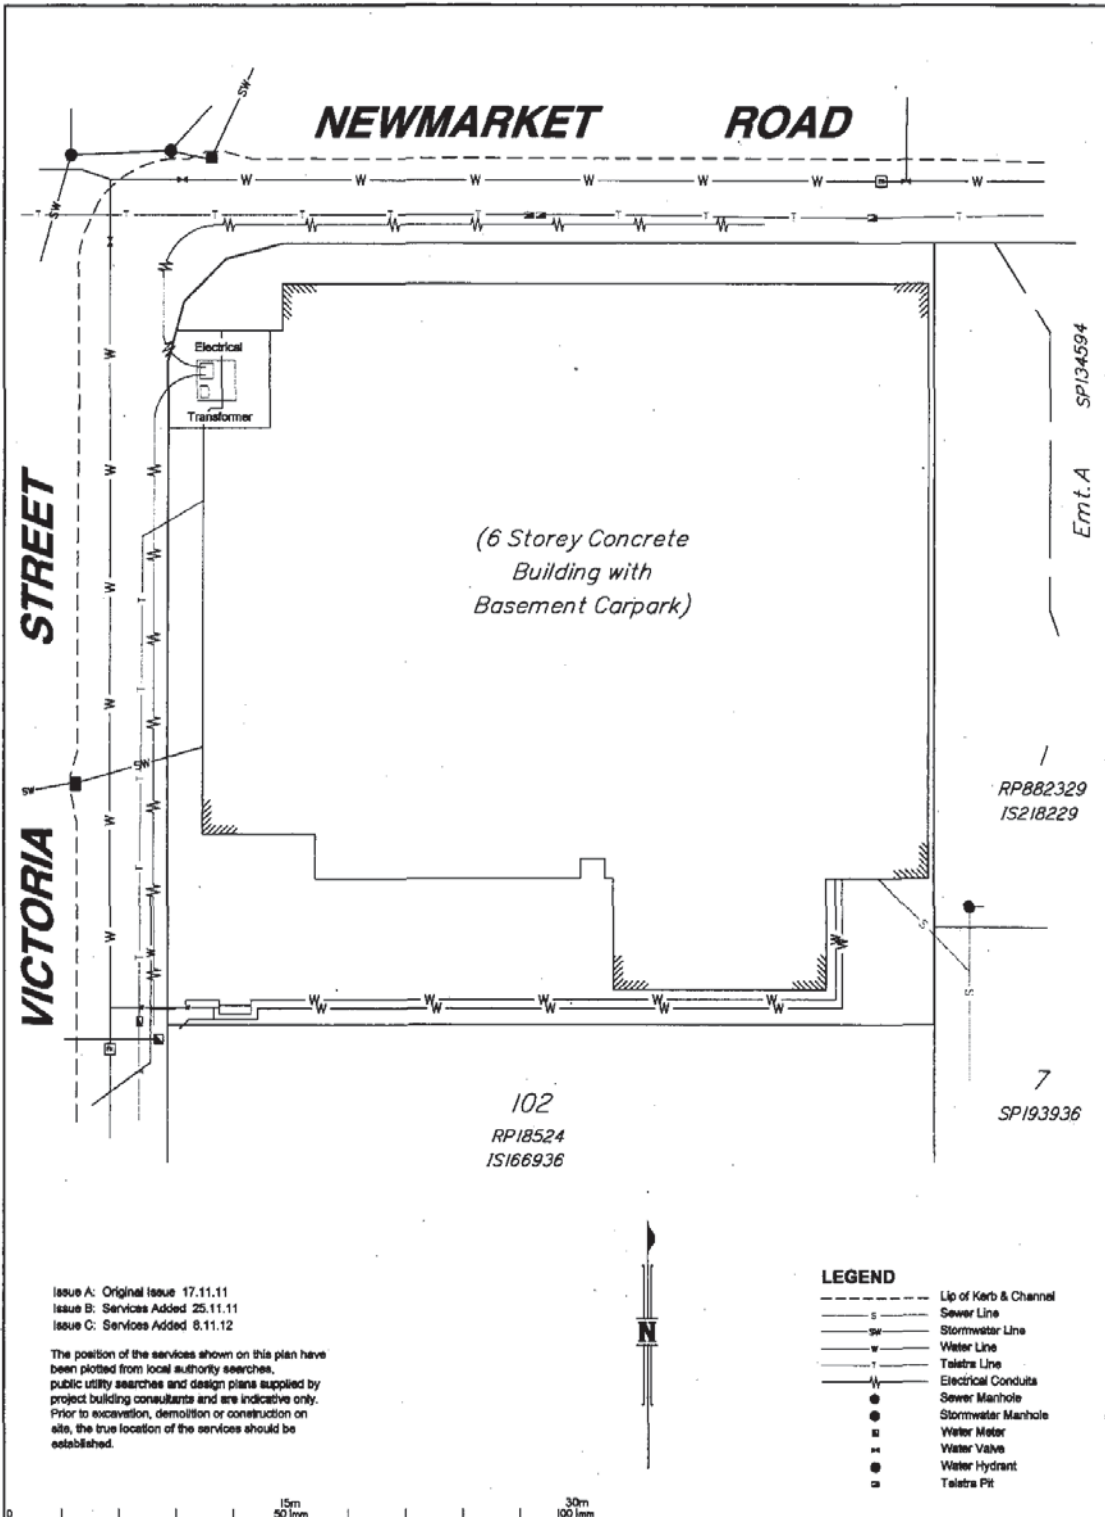 NEWMARKET ROAD
SW
SW
W W W W W W W
T T T T T T T T T T
Electrical
Transformer
SP134594
Emt. A
STREET
VICTORIA
(6 Storey Concrete
Building with
Basement Carpark)
W
W
W
W
W
W
T
T
T
T
T
W
SW
SW
1
RP882329
IS218229
S
S
W
W
W W W W W
W W W W W
102
RP18524
IS166936
7
SP193936
N
Issue A: Original Issue 17.11.11
Issue B: Services Added 25.11.11
Issue C: Services Added 8.11.12
The position of the services shown on this plan have
been plotted from local authority searches,
public utility searches and design plans supplied by
project building consultants and are indicative only.
Prior to excavation, demolition or construction on
site, the true location of the services should be
established.
LEGEND
Lip of Kerb & Channel
S Sewer Line
SW Stormwater Line
W Water Line
T Telstra Line
Electrical Conduits
Sewer Manhole
Stormwater Manhole
Water Meter
Water Valve
Water Hydrant
Telstra Pit
0 15m 30m
50mm 100mm